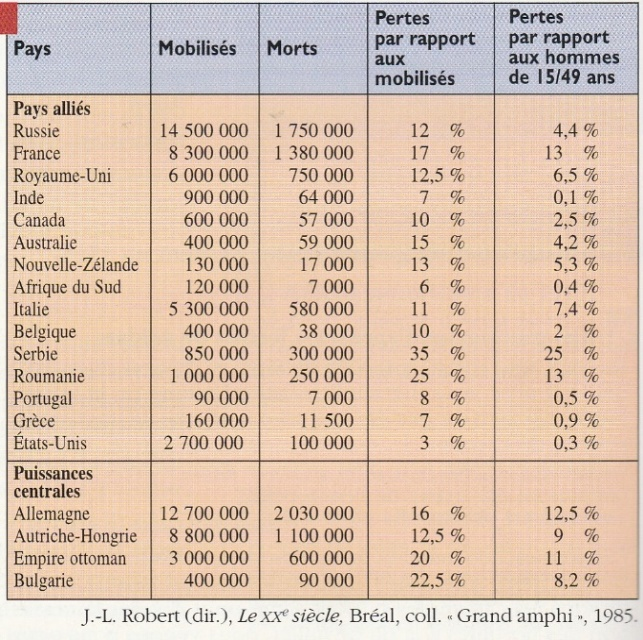 Pays Mobilisés Morts Pertes par rapport aux mobilisés Pertes par rapport aux hommes de 15/49 ans
Pays alliés
Russie 14 500 000 1 750 000 12 % 4,4 %
France 8 300 000 1 380 000 17 % 13 %
Royaume-Uni 6 000 000 750 000 12,5 % 6,5 %
Inde 900 000 64 000 7 % 0,1 %
Canada 600 000 57 000 10 % 2,5 %
Australie 400 000 59 000 15 % 4,2 %
Nouvelle-Zélande 130 000 17 000 13 % 5,3 %
Afrique du Sud 120 000 7 000 6 % 0,4 %
Italie 5 300 000 580 000 11 % 7,4 %
Belgique 400 000 38 000 10 % 2 %
Serbie 850 000 300 000 35 % 25 %
Roumanie 1 000 000 250 000 25 % 13 %
Portugal 90 000 7 000 8 % 0,5 %
Grèce 160 000 11 500 7 % 0,9 %
États-Unis 2 700 000 100 000 3 % 0,3 %
Puissances
centrales
Allemagne 12 700 000 2 030 000 16 % 12,5 %
Autriche-Hongrie 8 800 000 1 100 000 12,5 % 9 %
Empire ottoman 3 000 000 600 000 20 % 11 %
Bulgarie 400 000 90 000 22,5 % 8,2 %
J.-L. Robert (dir.), Le XXe siècle, Bréal, coll. « Grand amphi », 1985.